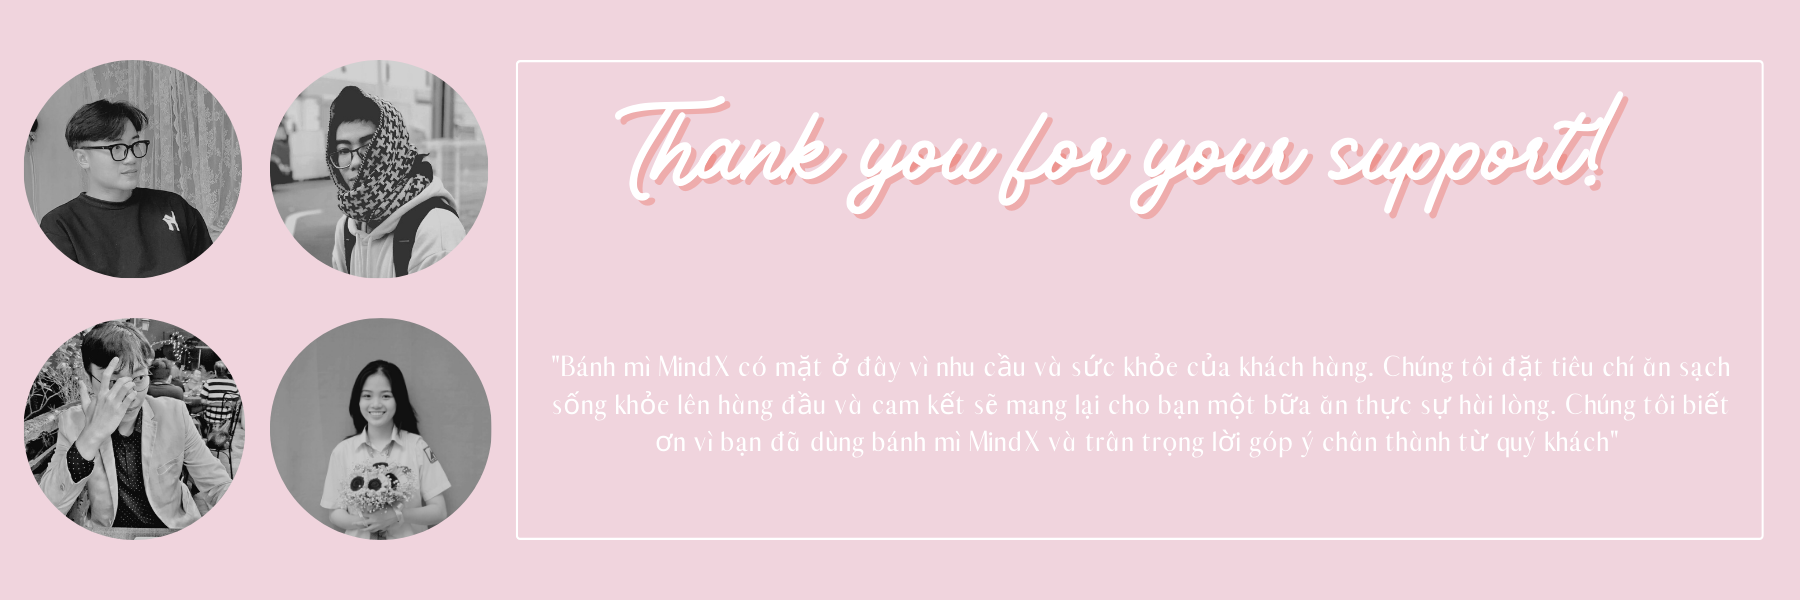 Thank you for your support!
"Bánh mì MindX có mặt ở đây vì nhu cầu và sức khỏe của khách hàng. Chúng tôi đặt tiêu chí ăn sạch
sống khỏe lên hàng đầu và cam kết sẽ mang lại cho bạn một bữa ăn thực sự hài lòng. Chúng tôi biết
ơn vì bạn đã dùng bánh mì MindX và trân trọng lời góp ý chân thành từ quý khách"